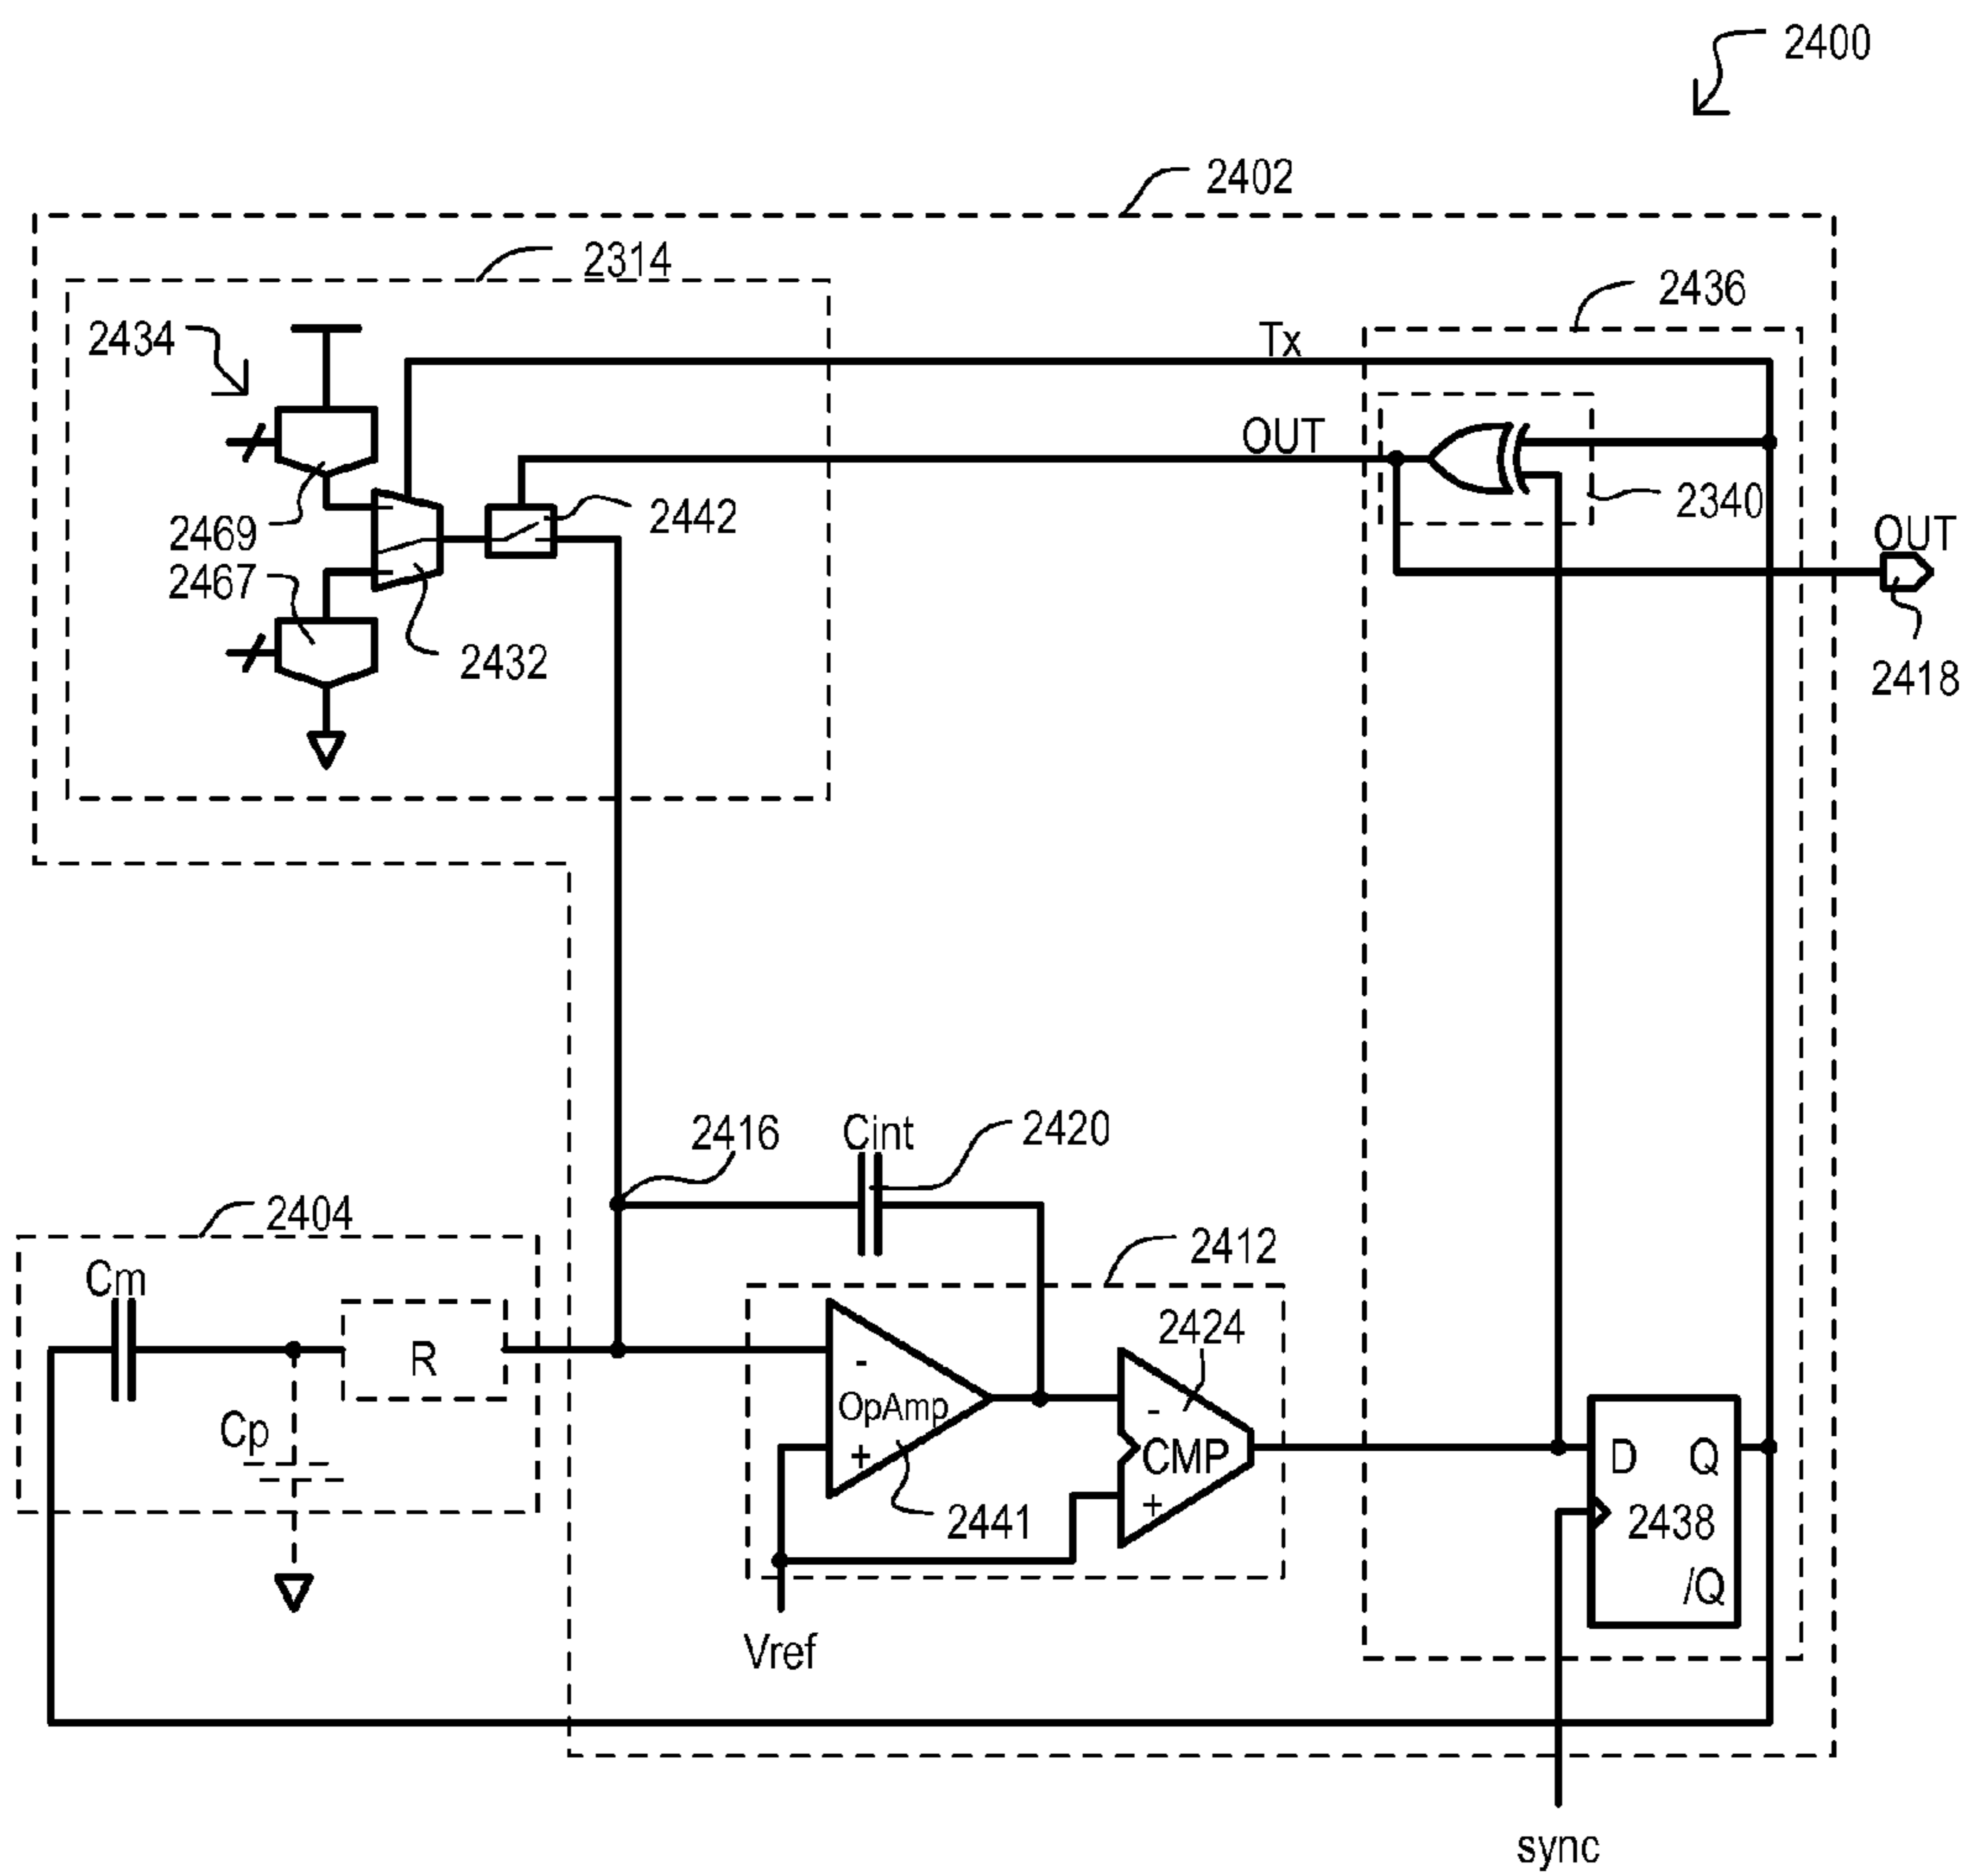 2400
2402
2314
2436
2434
Tx
OUT
2469
2442
2340
OUT
2467
2432
2418
2416
Cint
2420
2404
2412
Cm
2424
R
-
-
OpAmp
Cp
+
CMP
D
Q
+
2441
2438
/Q
Vref
sync